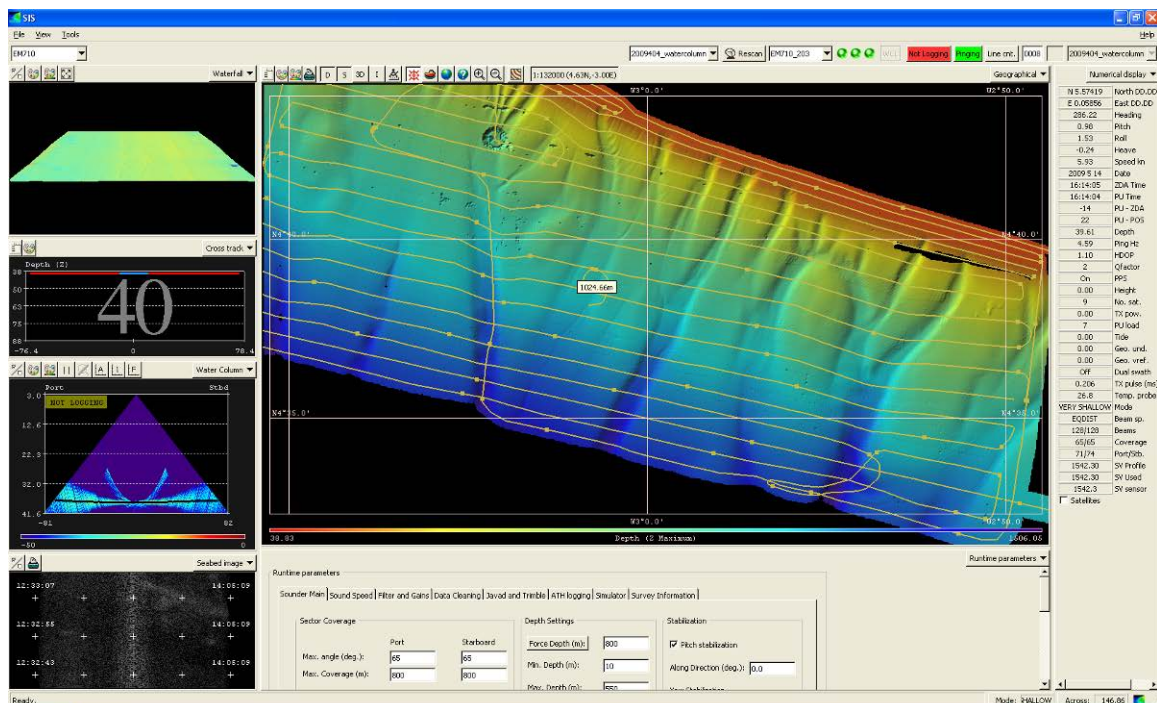 SIS
File View Tools Help
EM710 2009404_watercolumn Rescan EM710_203 Not Logging Pinging Line cnt. 0008 2009404_watercolumn
Waterfall
D S 3D I A 1:132000 (4.63N,-3.00E) Geographical
Numerical display
W3°0.0' W2°50.0'
N4°40.0' N4°40.0'
1024.66m
N4°35.0' N4°35.0'
W3°0.0' W2°50.0'
38.83 Depth (Z Maximum) 1606.05
Cross track
Depth (Z)
38
50
63
75
88
40
-76.4 0 78.4
A 1 F Water Column
Port Stbd
NOT LOGGING
3.0
12.6
22.3
32.0
41.6
-81 82
-50 0
Seabed image
12:33:07 14:05:09
12:32:55 14:05:09
12:32:43 14:05:09
N 5.57419 North DD.DD
E 0.05856 East DD.DD
286.22 Heading
0.98 Pitch
1.53 Roll
-0.24 Heave
5.93 Speed kn
2009 5 14 Date
16:14:05 ZDA Time
16:14:04 PU Time
-14 PU - ZDA
22 PU - POS
39.61 Depth
4.59 Ping Hz
1.10 HDOP
2 Qfactor
On PPS
0.00 Height
9 No. sat.
0.00 TX pow.
7 PU load
0.00 Tide
0.00 Geo. und.
0.00 Geo. vref.
Off Dual swath
0.206 TX pulse (ms)
26.8 Temp. probe
VERY SHALLOW Mode
EQDIST Beam sp.
128/128 Beams
65/65 Coverage
71/74 Port/Stb.
1542.30 SV Profile
1542.30 SV Used
1542.3 SV sensor
Satellites
Runtime parameters
Runtime parameters
Sounder Main Sound Speed Filter and Gains Data Cleaning Javad and Trimble ATH logging Simulator Survey Information
Sector Coverage
Port Starboard
Max. angle (deg.): 65 65
Max. Coverage (m): 800 800
Depth Settings
Force Depth (m): 800
Min. Depth (m): 10
Max. Depth (m): 550
Stabilization
Pitch stabilization
Along Direction (deg.): 0.0
Yaw Stabilization
Ready. Mode: SHALLOW Across: 146.86